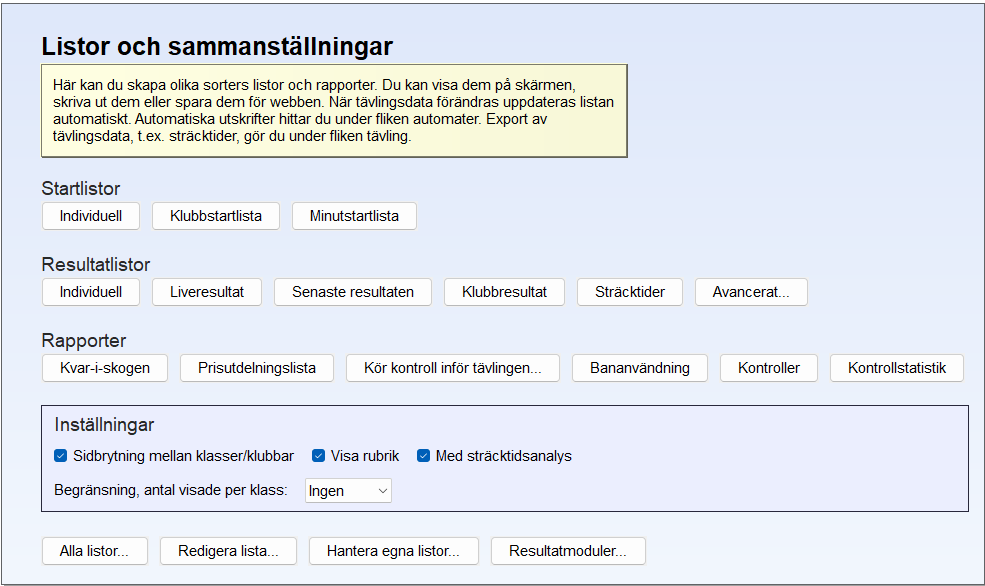 Listor och sammanställningar
Här kan du skapa olika sorters listor och rapporter. Du kan visa dem på skärmen,
skriva ut dem eller spara dem för webben. När tävlingsdata förändras uppdateras listan
automatiskt. Automatiska utskrifter hittar du under fliken automater. Export av
tävlingsdata, t.ex. sträcktider, gör du under fliken tävling.
Startlistor
Individuell Klubbstartlista Minutstartlista
Resultatlistor
Individuell Liveresultat Senaste resultaten Klubbresultat Sträcktider Avancerat...
Rapporter
Kvar-i-skogen Prisutdelningslista Kör kontroll inför tävlingen... Bananvändning Kontroller Kontrollstatistik
Inställningar
Sidbrytning mellan klasser/klubbar Visa rubrik Med sträcktidsanalys
Begränsning, antal visade per klass: Ingen
Alla listor... Redigera lista... Hantera egna listor... Resultatmoduler...